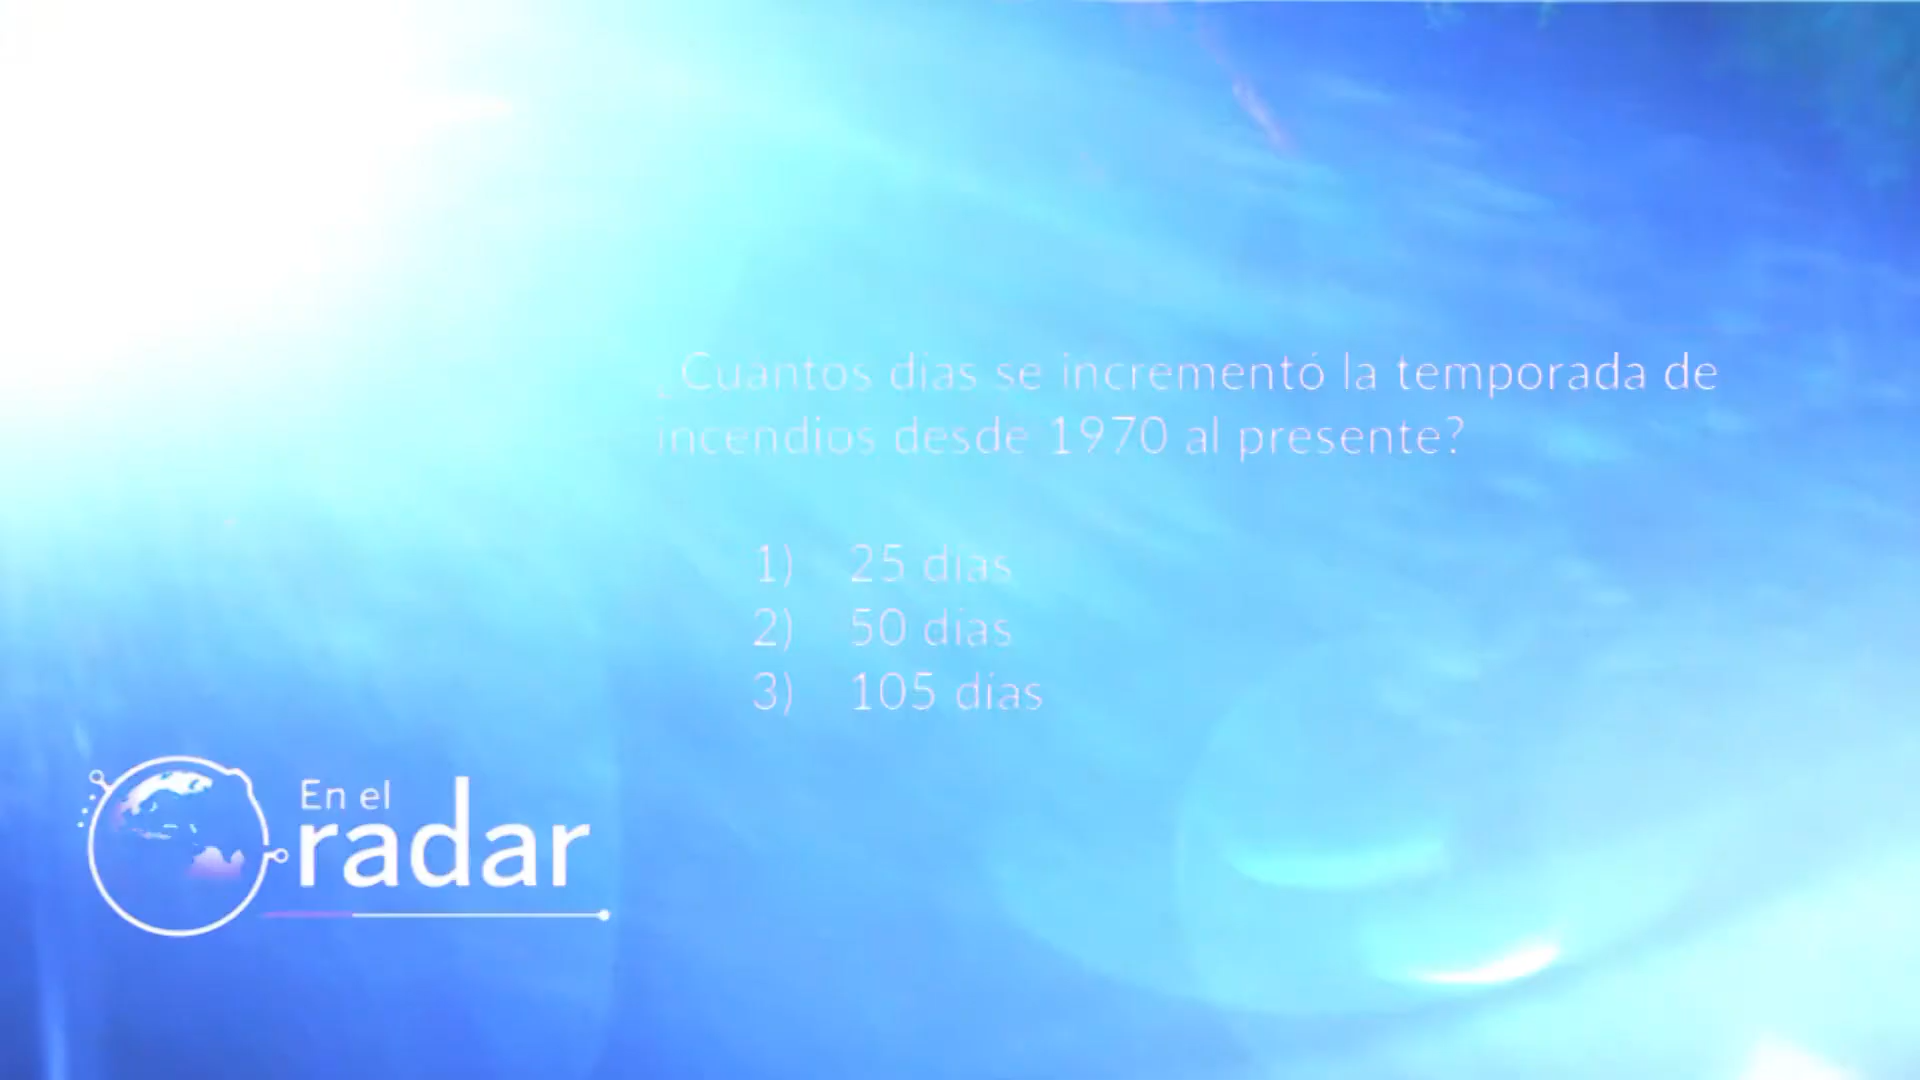 ¿Cuántos días se incrementó la temporada de
incendios desde 1970 al presente?
1) 25 días
2) 50 días
3) 105 días
En el
radar